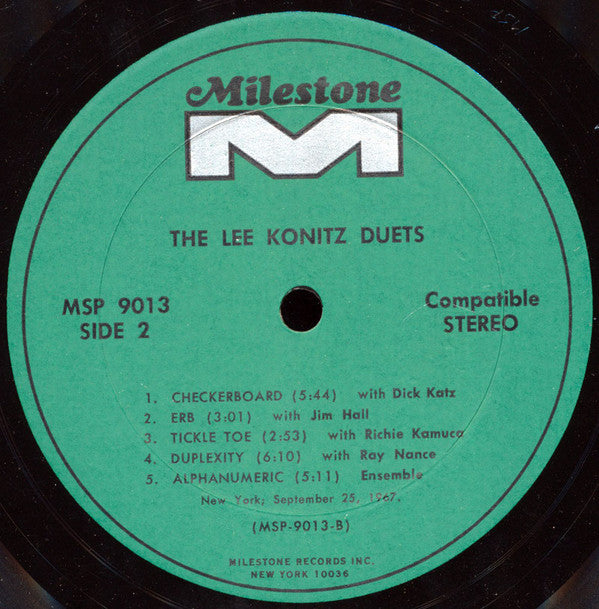 Milestone
M
THE LEE KONITZ DUETS
MSP 9013
SIDE 2
Compatible
STEREO
1. CHECKERBOARD (5:44) with Dick Katz
2. ERB (3:01) with Jim Hall
3. TICKLE TOE (2:53) with Richie Kamuca
4. DUPLEXITY (6:10) with Ray Nance
5. ALPHANUMERIC (5:11) Ensemble
New York; September 25, 1967.
(MSP-9013-B)
MILESTONE RECORDS INC.
NEW YORK 10036